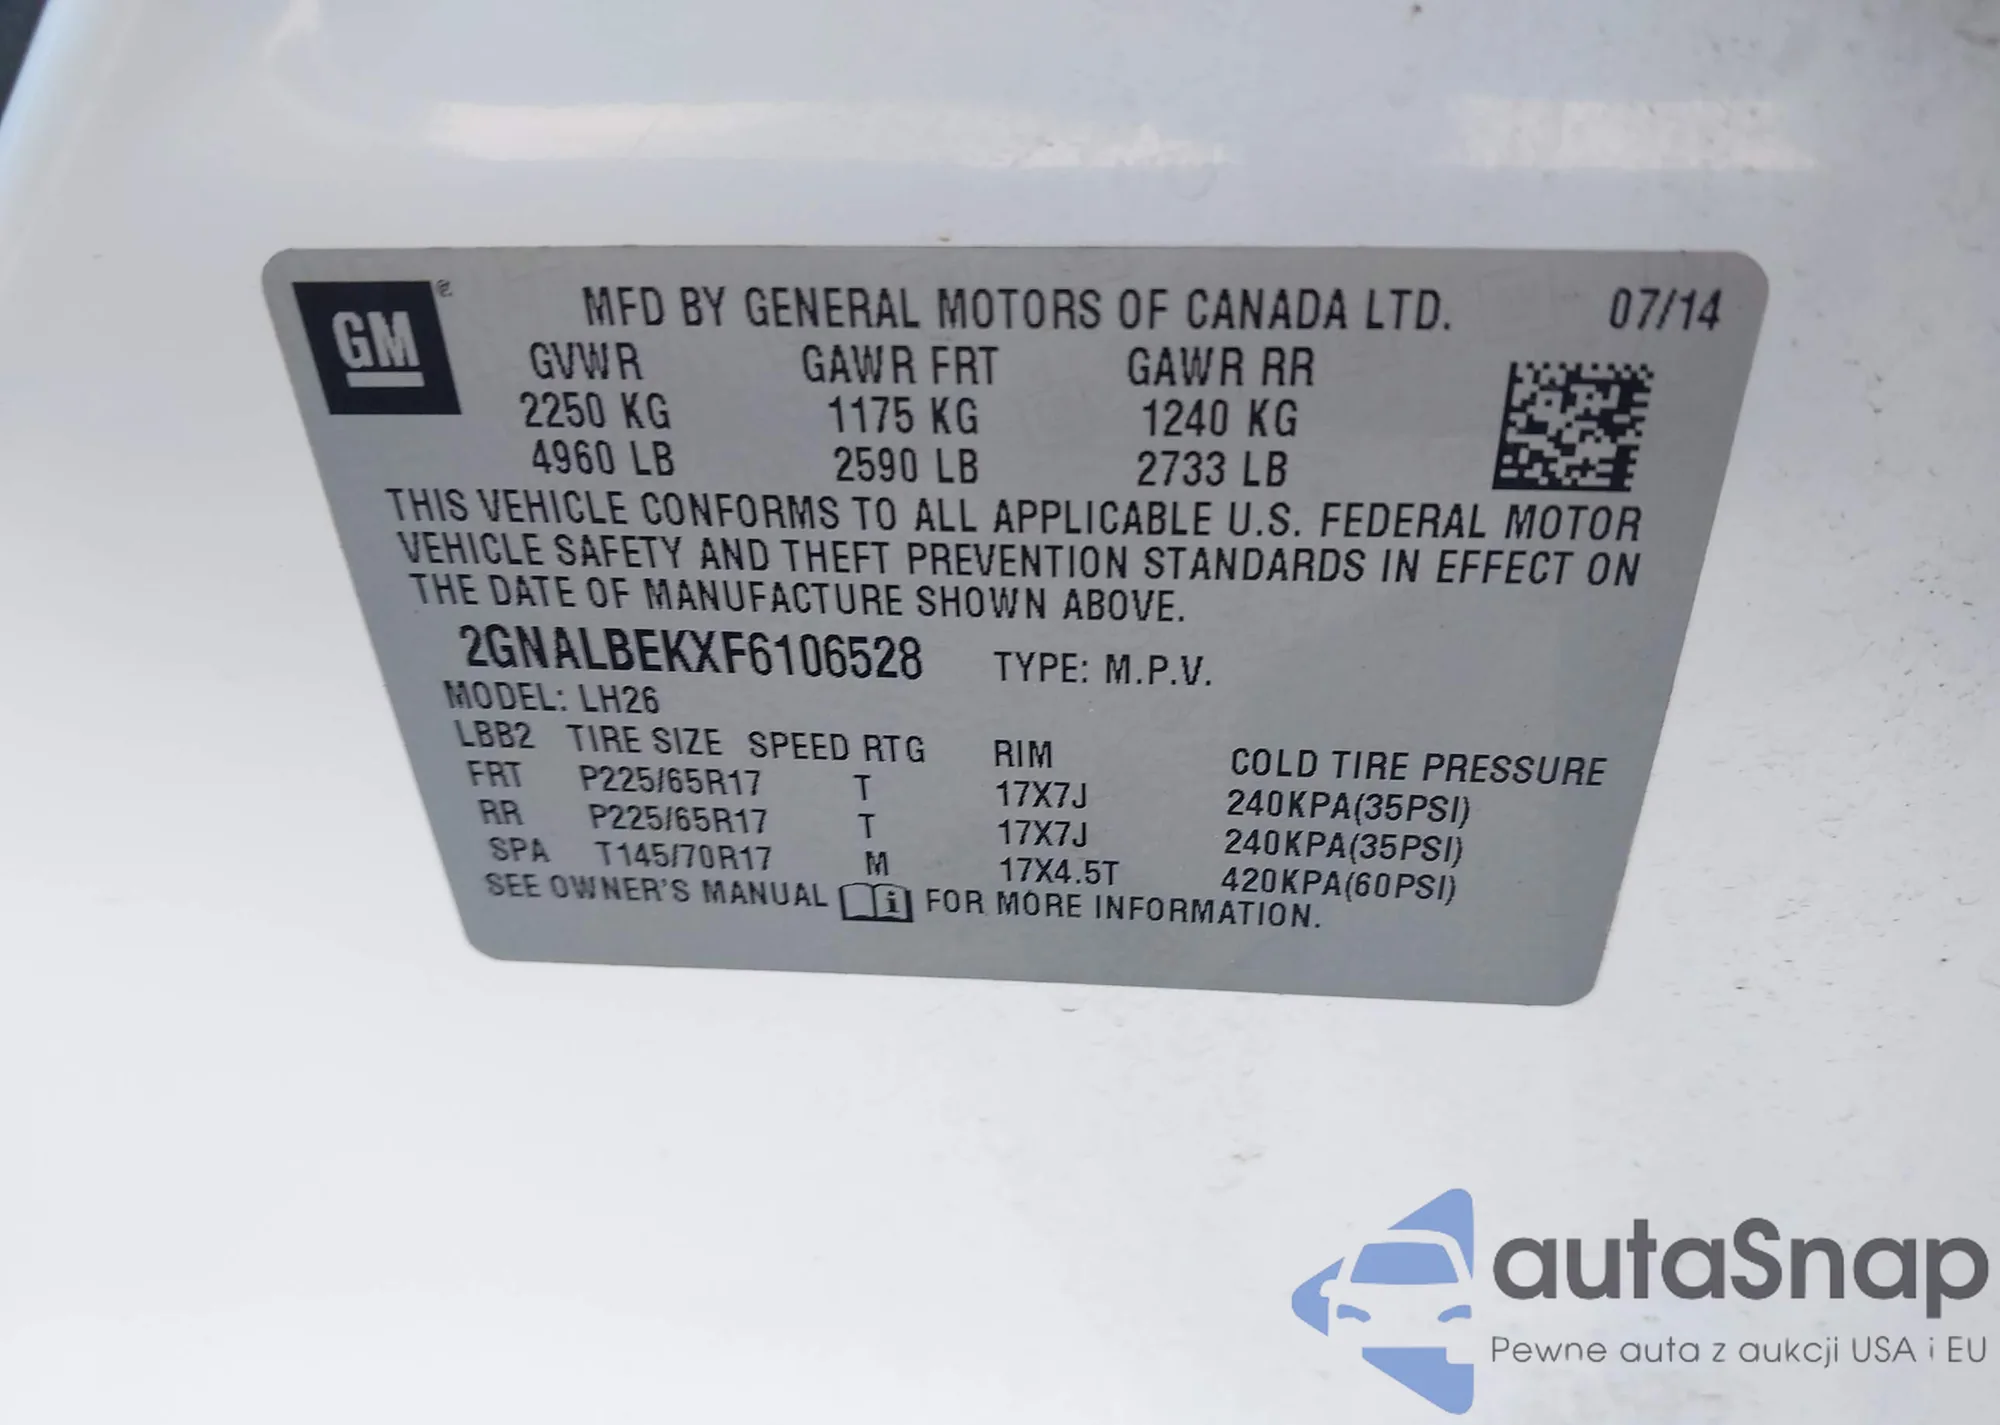 GM
MFD BY GENERAL MOTORS OF CANADA LTD. 07/14
GVWR GAWR FRT GAWR RR
2250 KG 1175 KG 1240 KG
4960 LB 2590 LB 2733 LB
THIS VEHICLE CONFORMS TO ALL APPLICABLE U.S. FEDERAL MOTOR
VEHICLE SAFETY AND THEFT PREVENTION STANDARDS IN EFFECT ON
THE DATE OF MANUFACTURE SHOWN ABOVE.
2GNALBEKXF6106528 TYPE: M.P.V.
MODEL: LH26
LBB2 TIRE SIZE SPEED RTG RIM COLD TIRE PRESSURE
FRT P225/65R17 T 17X7J 240KPA(35PSI)
RR P225/65R17 T 17X7J 240KPA(35PSI)
SPA T145/70R17 M 17X4.5T 420KPA(60PSI)
SEE OWNER'S MANUAL i FOR MORE INFORMATION.
autaSnap
Pewne auta z aukcji USA i EU